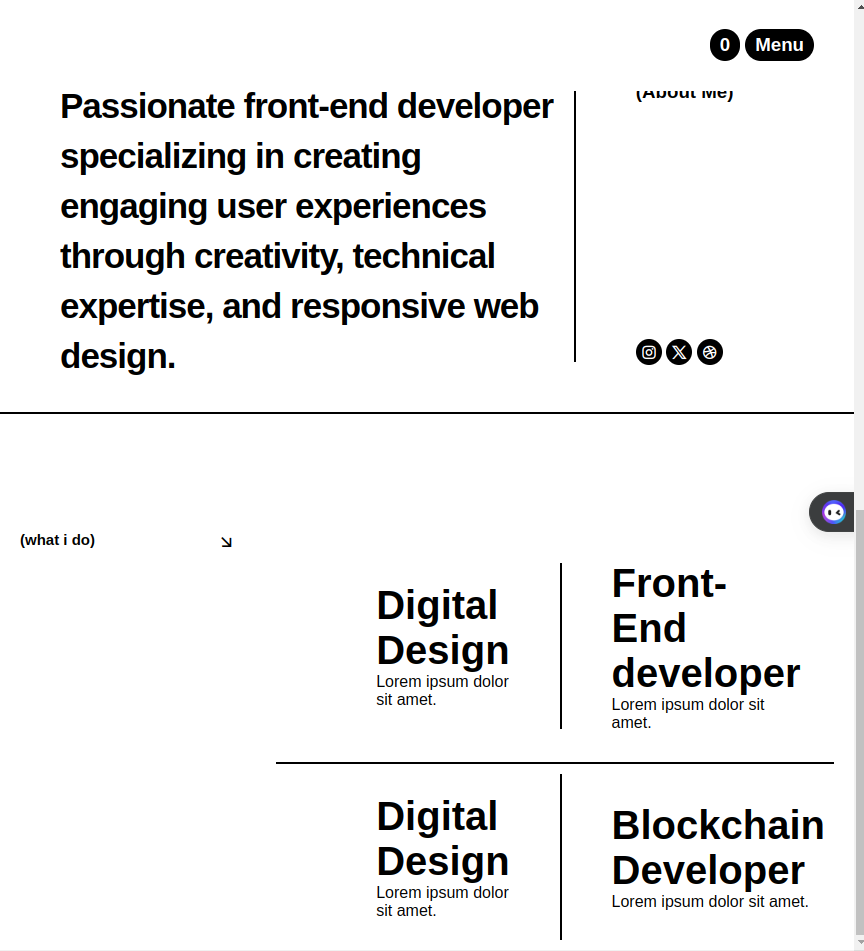 0 Menu
Passionate front-end developer
specializing in creating
engaging user experiences
through creativity, technical
expertise, and responsive web
design.
(About Me)
(what i do)
Digital
Design
Lorem ipsum dolor
sit amet.
Front-
End
developer
Lorem ipsum dolor sit
amet.
Digital
Design
Lorem ipsum dolor
sit amet.
Blockchain
Developer
Lorem ipsum dolor sit amet.